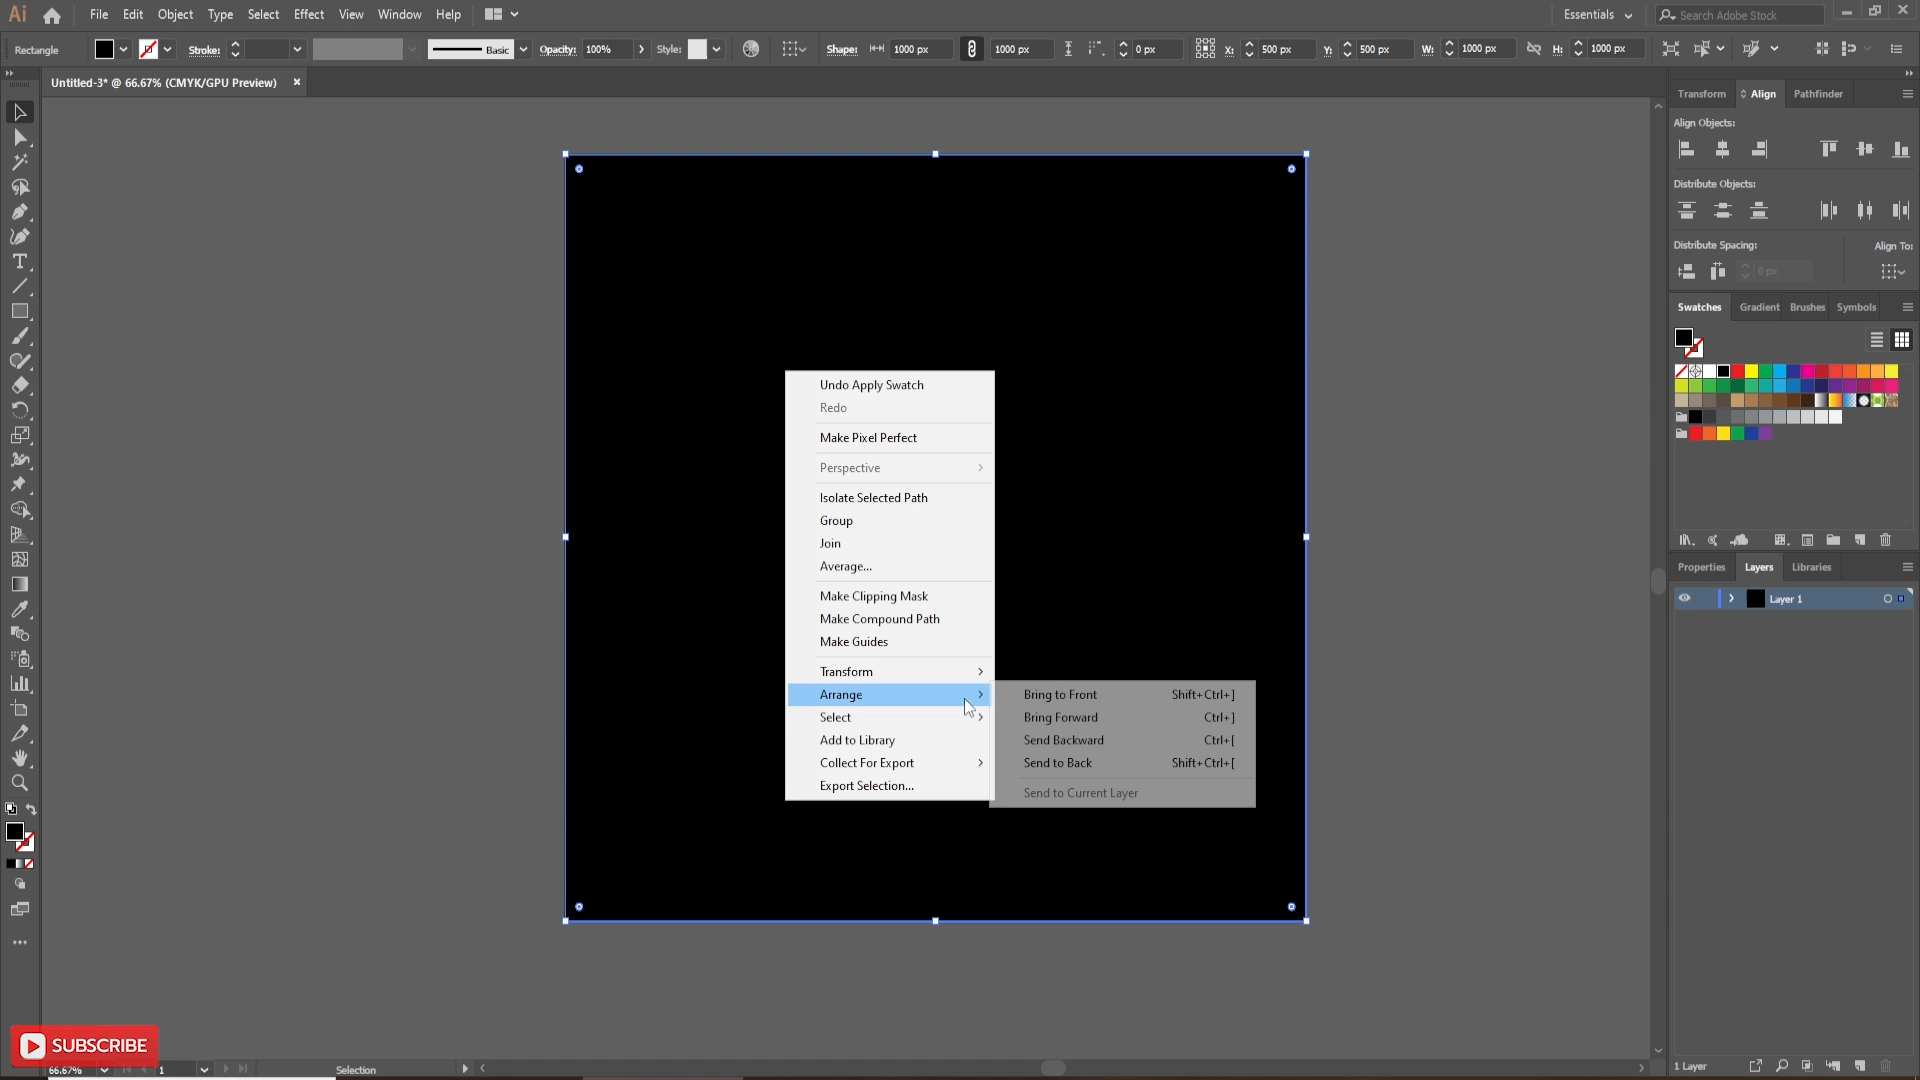 Ai File Edit Object Type Select Effect View Window Help Essentials Search Adobe Stock
Rectangle Stroke: Basic Opacity: 100% Style: Shape: 1000 px 1000 px 0 px X: 500 px Y: 500 px W: 1000 px H: 1000 px
Untitled-3* @ 66.67% (CMYK/GPU Preview)
Transform Align Pathfinder
Align Objects:
Distribute Objects:
Distribute Spacing: Align To:
0 px
Swatches Gradient Brushes Symbols
Undo Apply Swatch
Redo
Make Pixel Perfect
Perspective
Isolate Selected Path
Group
Join
Average...
Make Clipping Mask
Make Compound Path
Make Guides
Transform
Arrange
Select
Add to Library
Collect For Export
Export Selection...
Bring to Front Shift+Ctrl+]
Bring Forward Ctrl+]
Send Backward Ctrl+[
Send to Back Shift+Ctrl+[
Send to Current Layer
Properties Layers Libraries
Layer 1
SUBSCRIBE
66.67% 1 Selection
1 Layer